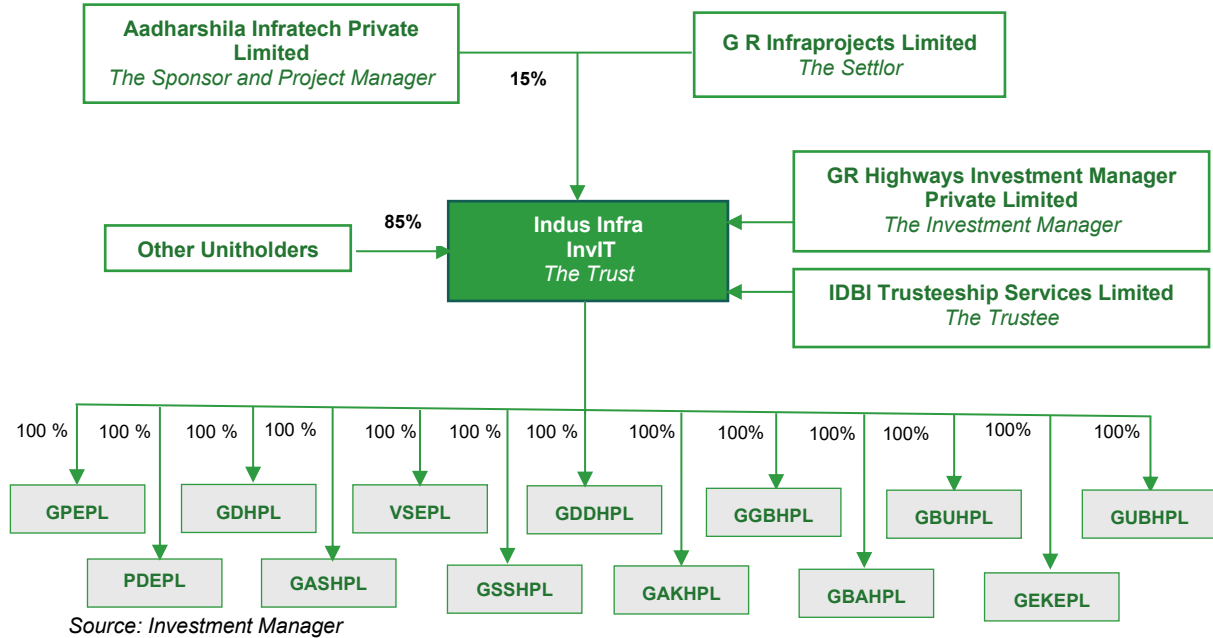 Aadharshila Infratech Private
Limited
The Sponsor and Project Manager
G R Infraprojects Limited
The Settlor
15%
GR Highways Investment Manager
Private Limited
The Investment Manager
85%
Other Unitholders
Indus Infra
InvIT
The Trust
IDBI Trusteeship Services Limited
The Trustee
100 % 100 % 100 % 100 % 100 % 100 % 100 % 100% 100% 100% 100% 100% 100%
GPEPL GDHPL VSEPL GDDHPL GGBHPL GBUHPL GUBHPL
PDEPL GASHPL GSSHPL GAKHPL GBAHPL GEKEPL
Source: Investment Manager